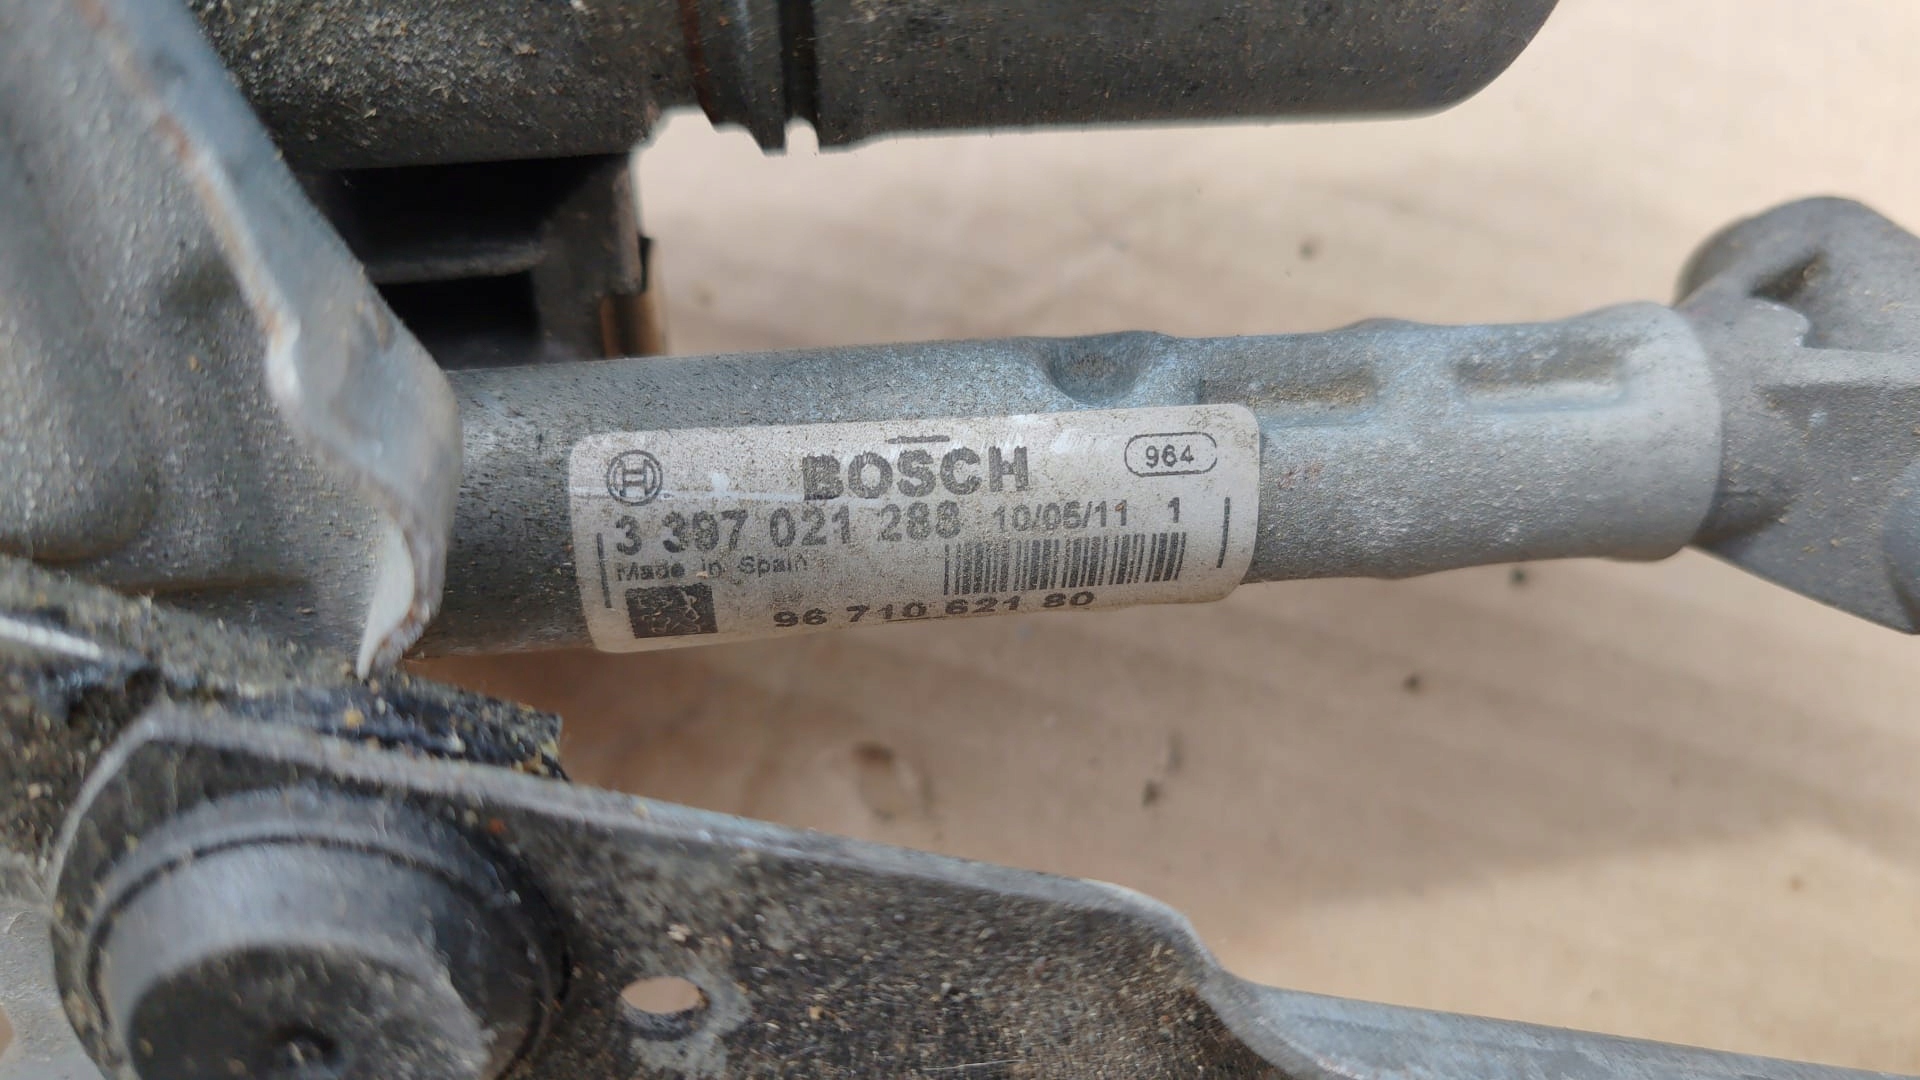 BOSCH 964
3 397 021 288 10/05/11 1
Made in Spain
96 710 621 80